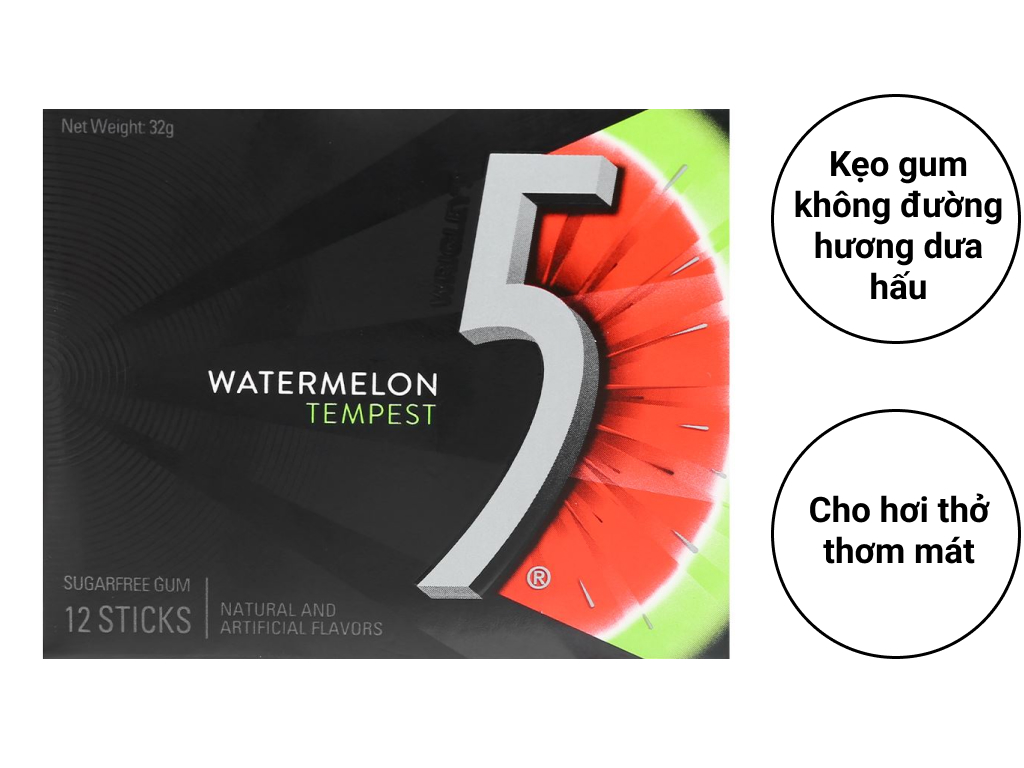 Net Weight: 32g
WRIGLEY
5
®
WATERMELON
TEMPEST
SUGARFREE GUM
12 STICKS
NATURAL AND
ARTIFICIAL FLAVORS
Kẹo gum
không đường
hương dưa
hấu
Cho hơi thở
thơm mát